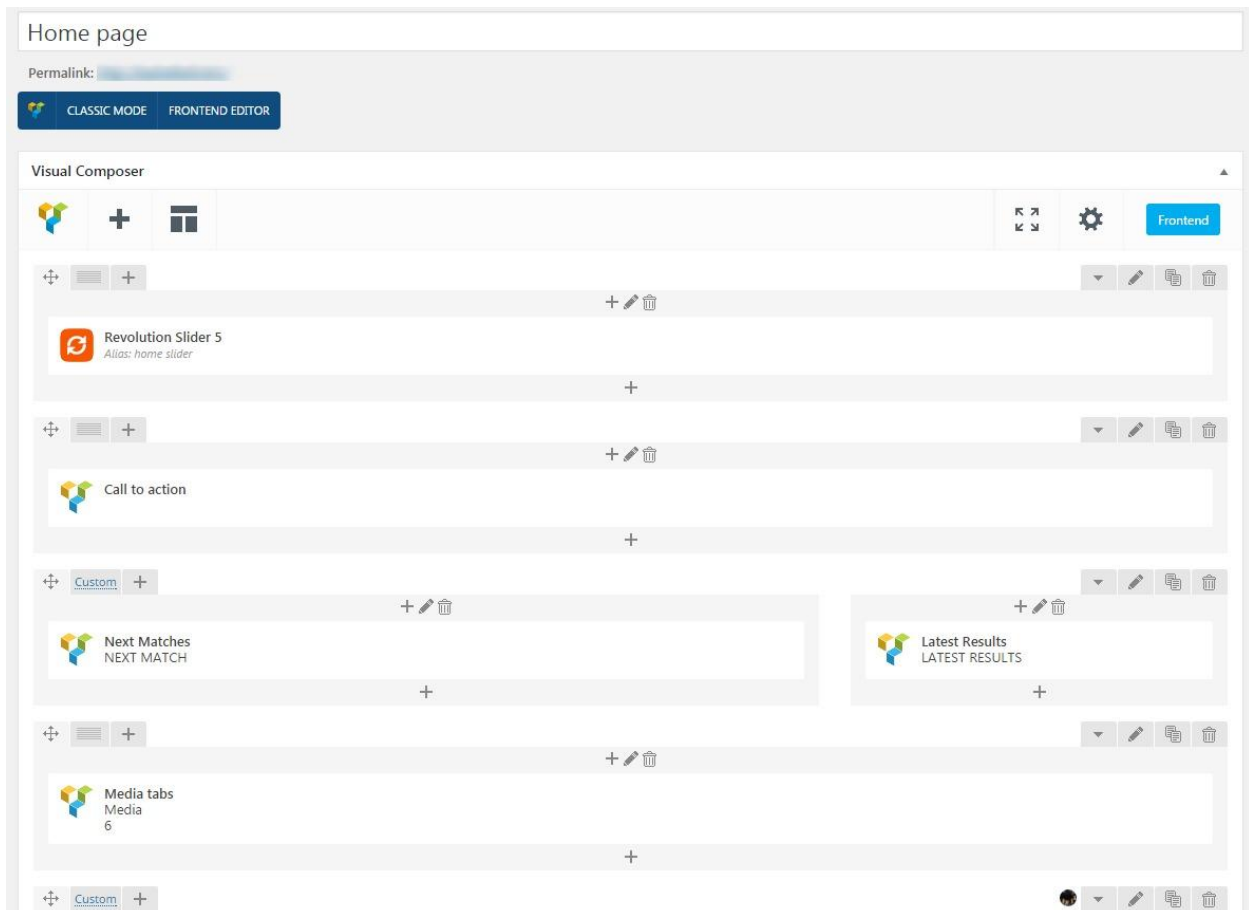 Home page
Permalink:
CLASSIC MODE FRONTEND EDITOR
Visual Composer
Frontend
Revolution Slider 5
Alias: home slider
Call to action
Custom
Next Matches
NEXT MATCH
Latest Results
LATEST RESULTS
Media tabs
Media
6
Custom